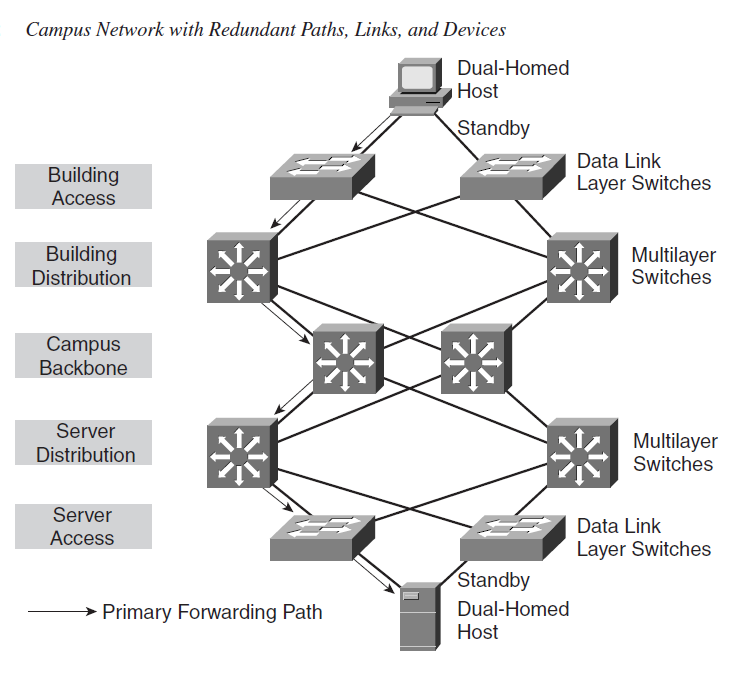 Campus Network with Redundant Paths, Links, and Devices
Dual-Homed
Host
Standby
Data Link
Layer Switches
Building
Access
Building
Distribution
Multilayer
Switches
Campus
Backbone
Server
Distribution
Multilayer
Switches
Server
Access
Data Link
Layer Switches
Standby
Dual-Homed
Host
Primary Forwarding Path